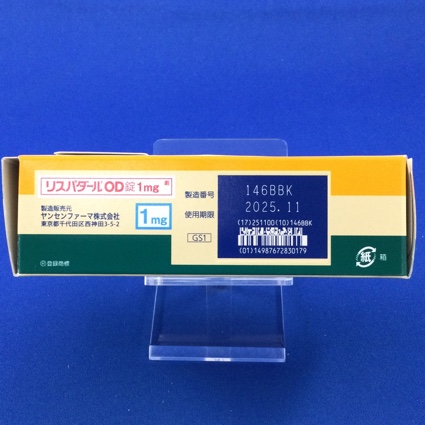 リスパダールOD錠1mg
製造販売元
ヤンセンファーマ株式会社
東京都千代田区西神田3-5-2
1mg
製造番号
146BBK
使用期限
2025.11
(17)251100(10)146BBK
GS1
(01)14987672830179
紙
箱
Ⓡ登録商標